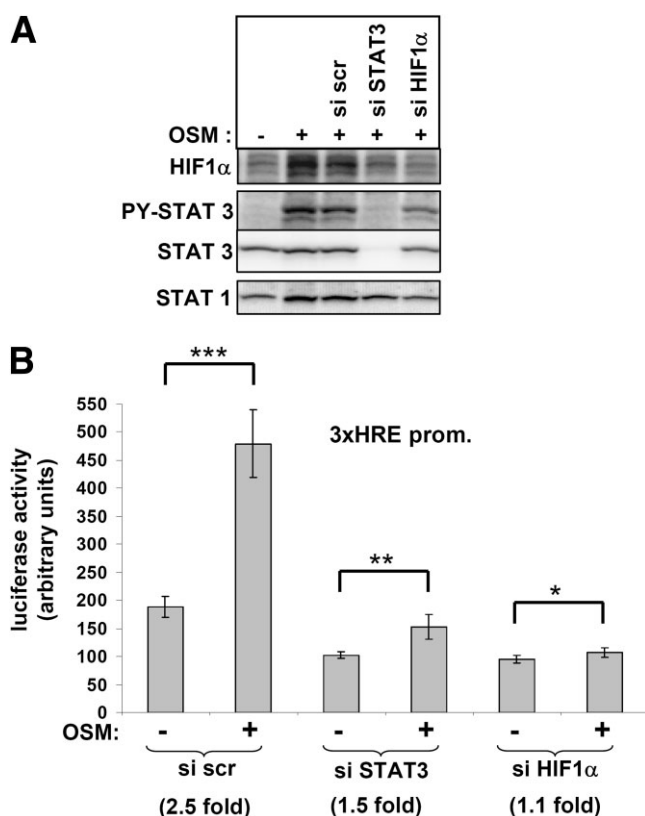 A
si scr
si STAT3
si HIF1α
OSM : - + + + +
HIF1α
PY-STAT 3
STAT 3
STAT 1
B
***
3xHRE prom.
**
*
luciferase activity
(arbitrary units)
550
500
450
400
350
300
250
200
150
100
50
0
OSM: - + - + - +
si scr si STAT3 si HIF1α
(2.5 fold) (1.5 fold) (1.1 fold)